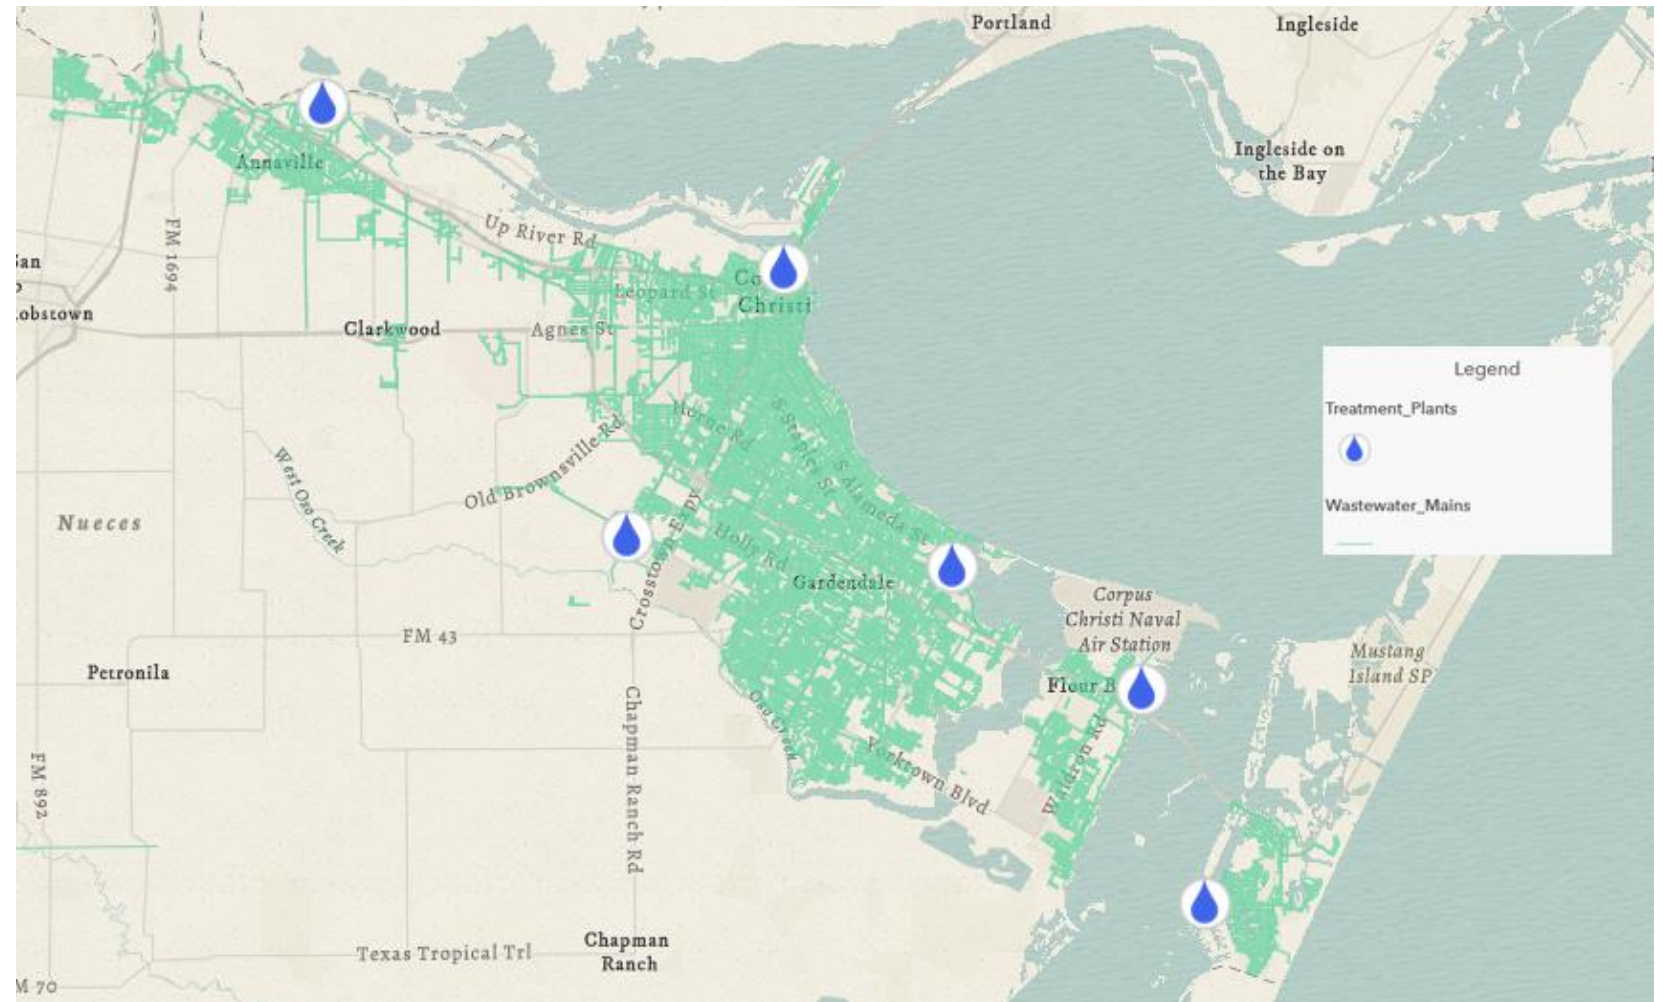 Portland
Ingleside
Annaville
Ingleside on
the Bay
Up River Rd
FM 1694
Co
Christi
Leopard St
obstown
Clarkwood
Agnes St
Legend
Treatment_Plants
Wastewater_Mains
Horne Rd
S Staples St
S Alameda St
Old Brownsville Rd
West Oso Creek
Nueces
Crosstown Expy
Holly Rd
Gardendale
Corpus
Christi Naval
Air Station
FM 43
Petronila
Mustang
Island SP
Flour B
Chapman Ranch Rd
Oso Creek
Waldron Rd
Yorktown Blvd
FM 892
Texas Tropical Trl
Chapman
Ranch
M 70